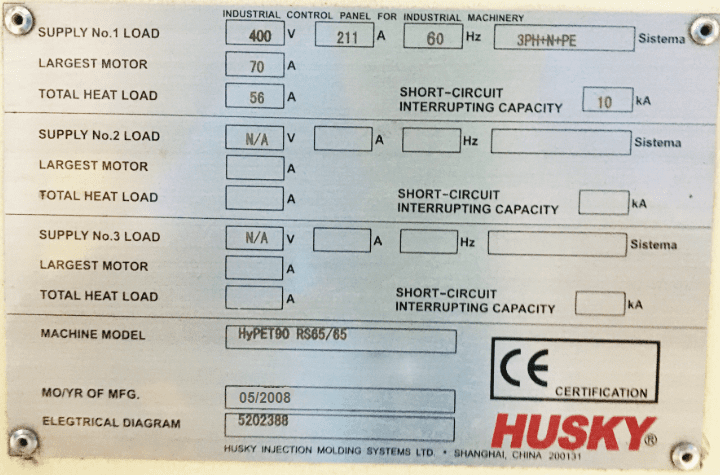 INDUSTRIAL CONTROL PANEL FOR INDUSTRIAL MACHINERY
SUPPLY No.1 LOAD 400 V 211 A 60 Hz 3PH+N+PE Sistema
LARGEST MOTOR 70 A
TOTAL HEAT LOAD 56 A SHORT-CIRCUIT INTERRUPTING CAPACITY 10 kA
SUPPLY No.2 LOAD N/A V A Hz Sistema
LARGEST MOTOR A
TOTAL HEAT LOAD A SHORT-CIRCUIT INTERRUPTING CAPACITY kA
SUPPLY No.3 LOAD N/A V A Hz Sistema
LARGEST MOTOR A
TOTAL HEAT LOAD A SHORT-CIRCUIT INTERRUPTING CAPACITY kA
MACHINE MODEL HyPET90 RS65/65
CE CERTIFICATION
MO/YR OF MFG. 05/2008
ELEGTRICAL DIAGRAM 5202388
HUSKY®
HUSKY INJECTION MOLDING SYSTEMS LTD. • SHANGHAI, CHINA 200131